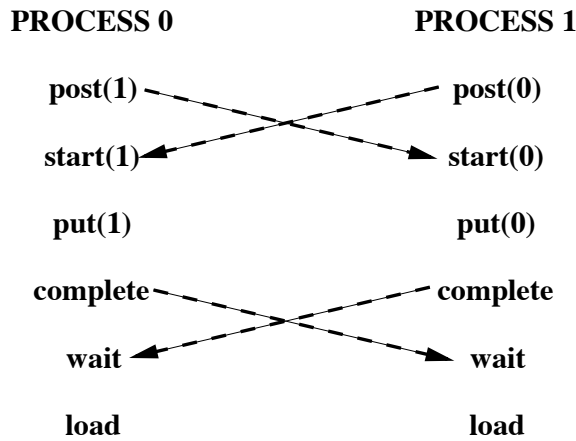 PROCESS 0 PROCESS 1
post(1) post(0)
start(1) start(0)
put(1) put(0)
complete complete
wait wait
load load